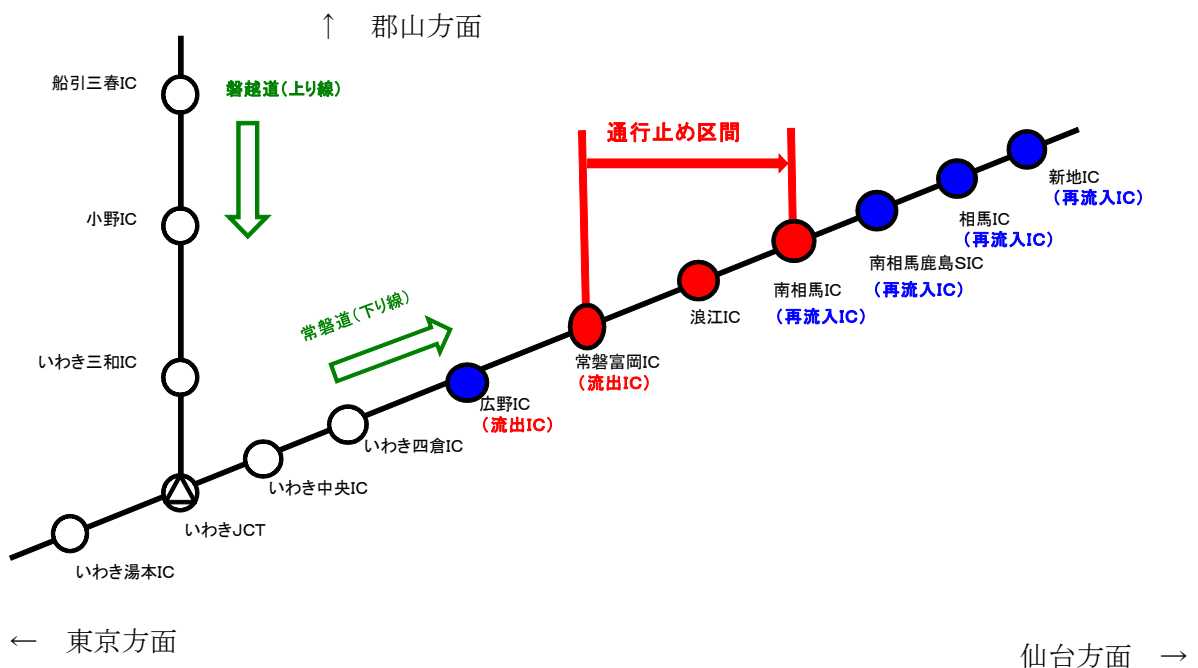 ↑ 郡山方面
船引三春IC
磐越道(上り線)
通行止め区間
新地IC
(再流入IC)
小野IC
相馬IC
(再流入IC)
南相馬鹿島SIC
(再流入IC)
南相馬IC
(再流入IC)
浪江IC
常磐道(下り線)
いわき三和IC
常磐富岡IC
(流出IC)
広野IC
(流出IC)
いわき四倉IC
いわき中央IC
いわきJCT
いわき湯本IC
← 東京方面
仙台方面 →